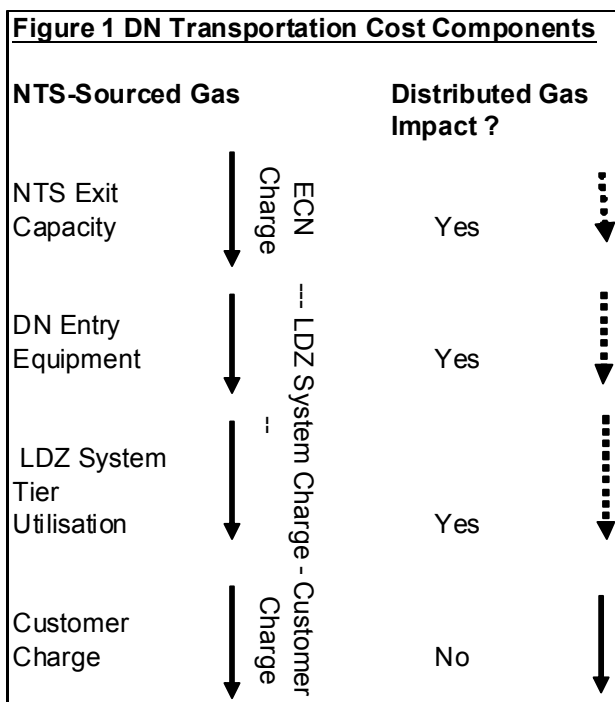 Figure 1 DN Transportation Cost Components
NTS-Sourced Gas
Distributed Gas
Impact ?
NTS Exit
Capacity
Yes
DN Entry
Equipment
Yes
LDZ System
Tier
Utilisation
Yes
Customer
Charge
No
ECN --- LDZ System Charge - Customer
Charge -- Charge